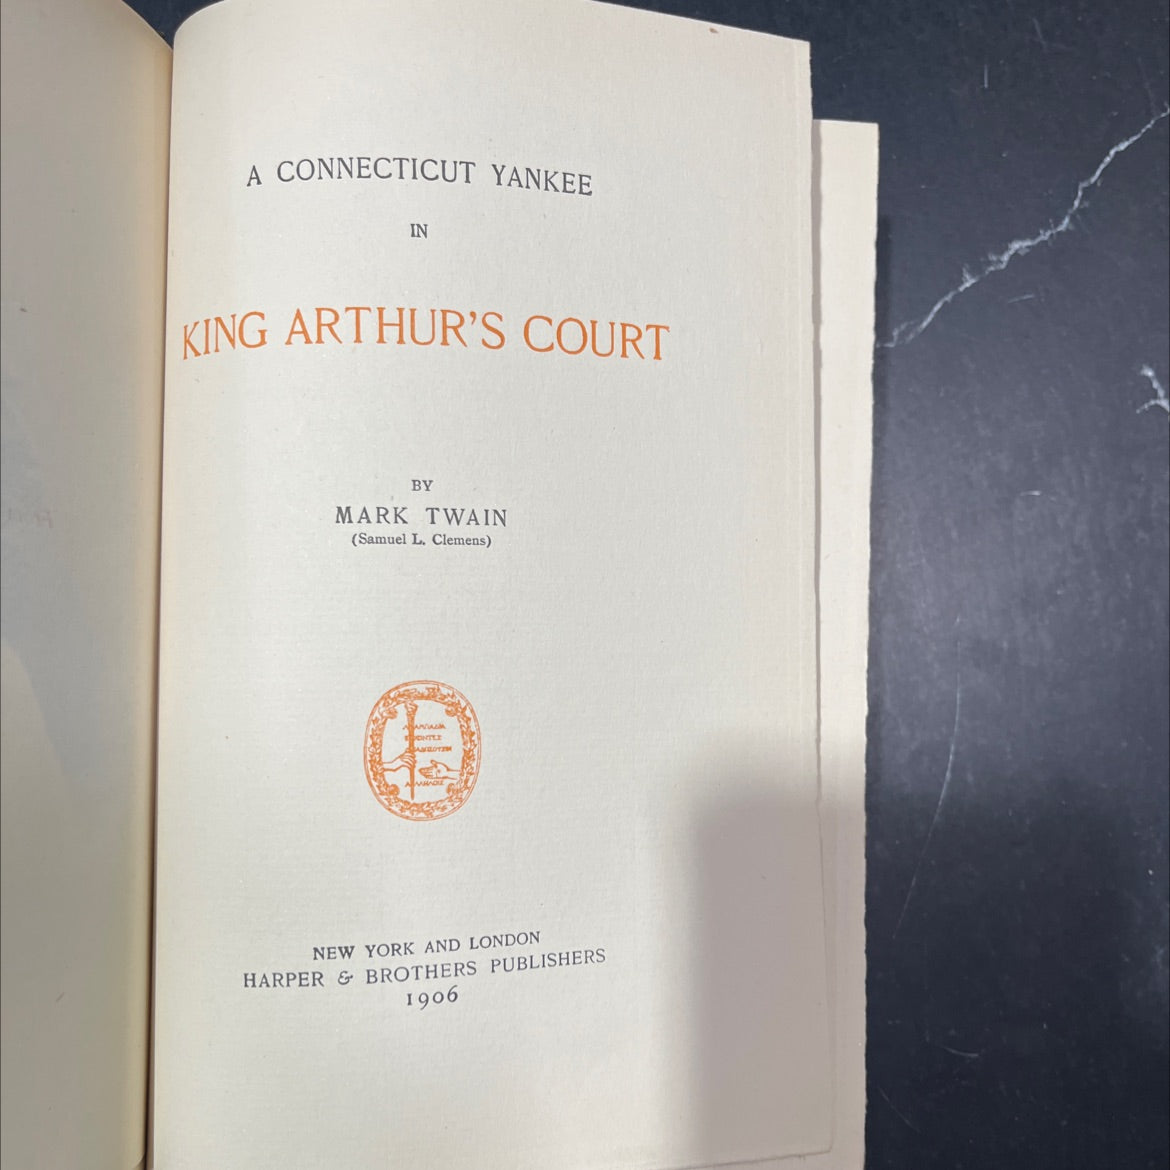 A CONNECTICUT YANKEE
IN
KING ARTHUR'S COURT
BY
MARK TWAIN
(Samuel L. Clemens)
NEW YORK AND LONDON
HARPER & BROTHERS PUBLISHERS
1906